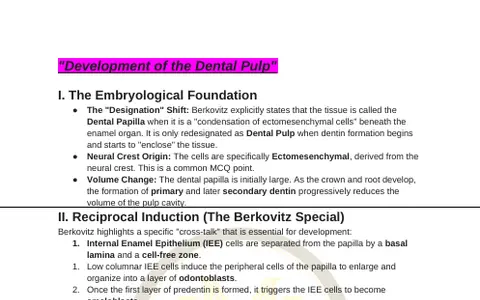 "Development of the Dental Pulp"
I. The Embryological Foundation
● The "Designation" Shift: Berkovitz explicitly states that the tissue is called the
Dental Papilla when it is a "condensation of ectomesenchymal cells" beneath the
enamel organ. It is only redesignated as Dental Pulp when dentin formation begins
and starts to "enclose" the tissue.
● Neural Crest Origin: The cells are specifically Ectomesenchymal, derived from the
neural crest. This is a common MCQ point.
● Volume Change: The dental papilla is initially large. As the crown and root develop,
the formation of primary and later secondary dentin progressively reduces the
volume of the pulp cavity.
II. Reciprocal Induction (The Berkovitz Special)
Berkovitz highlights a specific "cross-talk" that is essential for development:
1. Internal Enamel Epithelium (IEE) cells are separated from the papilla by a basal
lamina and a cell-free zone.
1. Low columnar IEE cells induce the peripheral cells of the papilla to enlarge and
organize into a layer of odontoblasts.
2. Once the first layer of predentin is formed, it triggers the IEE cells to become
ameloblasts.